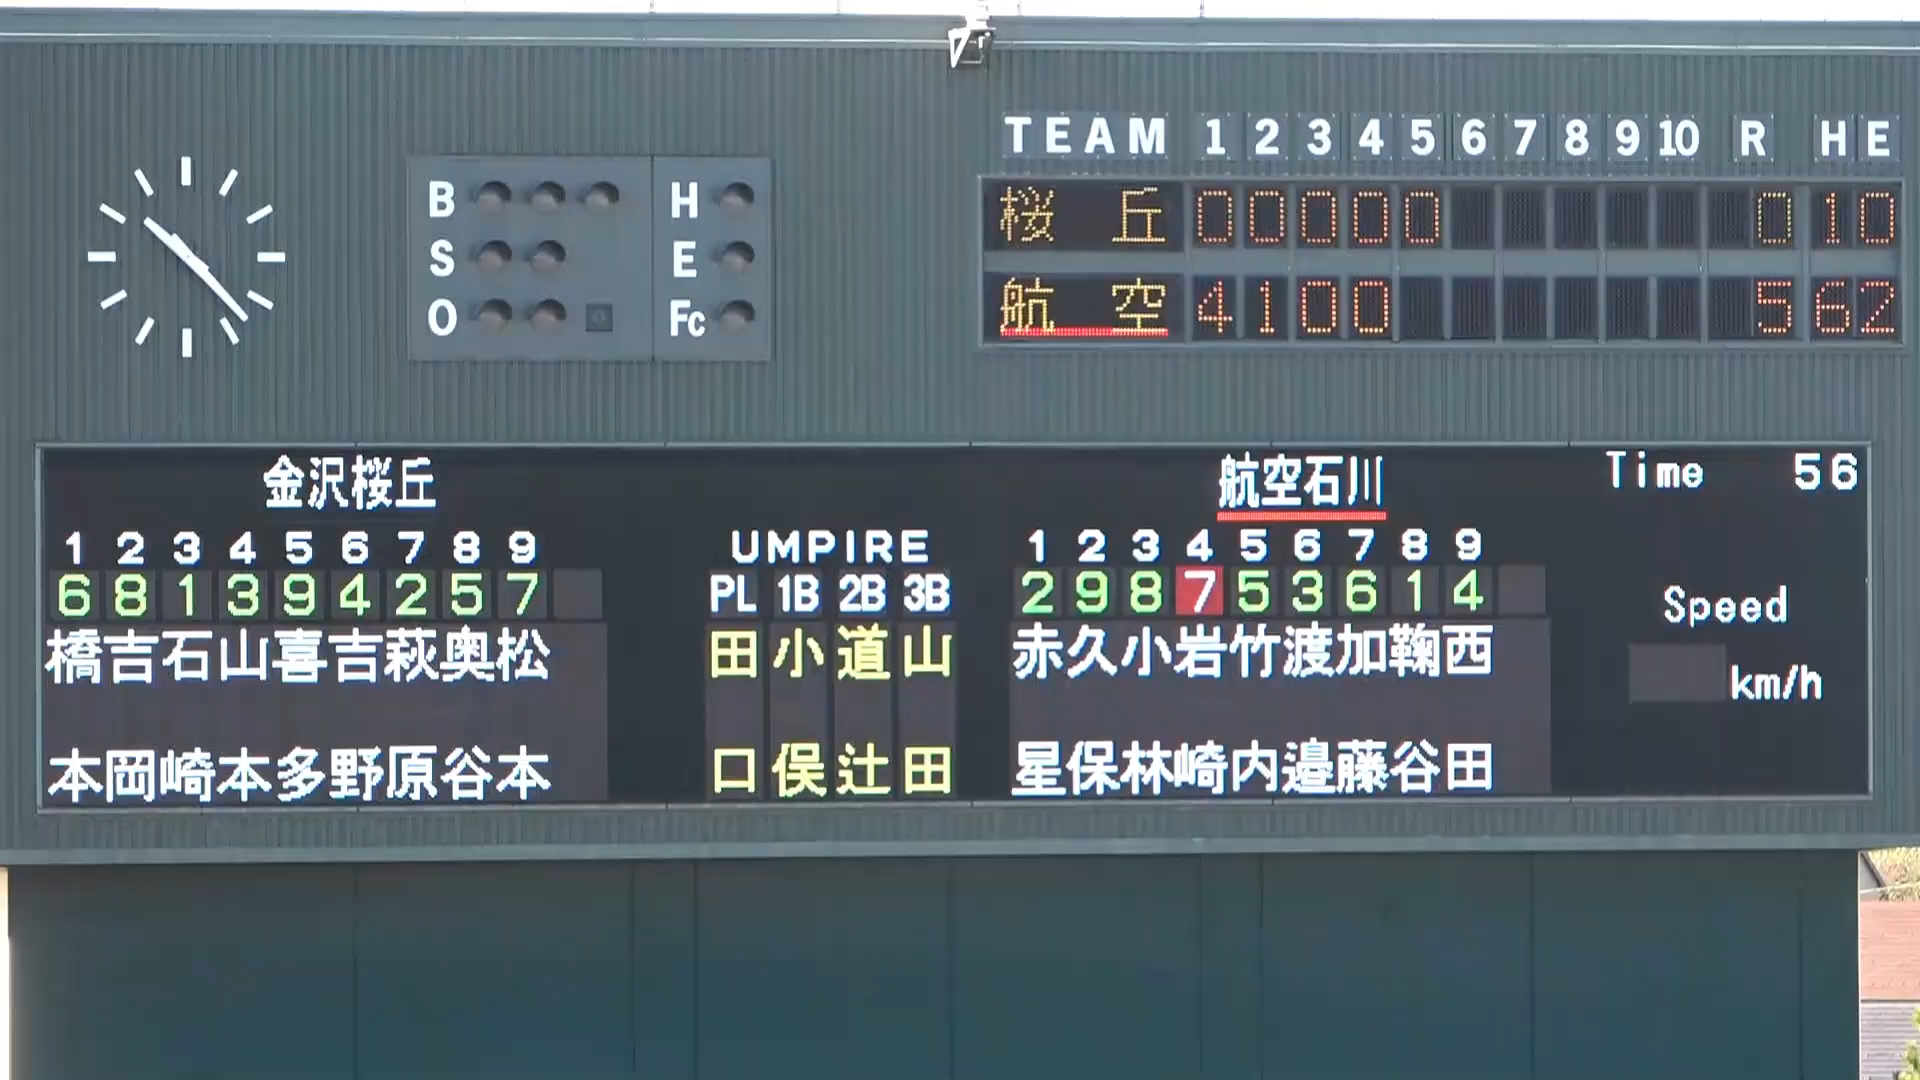 TEAM 1 2 3 4 5 6 7 8 9 10 R H E
桜丘 0 0 0 0 0 0 1 0
航空 4 1 0 0 5 6 2
B H
S E
O Fc
金沢桜丘
1 2 3 4 5 6 7 8 9
6 8 1 3 9 4 2 5 7
橋本 吉岡 石崎 山本 喜多 吉野 萩原 奥谷 松本
UMPIRE
PL 1B 2B 3B
田口 小俣 道辻 山田
航空石川
1 2 3 4 5 6 7 8 9
2 9 8 7 5 3 6 1 4
赤星 久保 小林 岩崎 竹内 渡邉 加藤 鞠谷 西田
Time 56
Speed
km/h